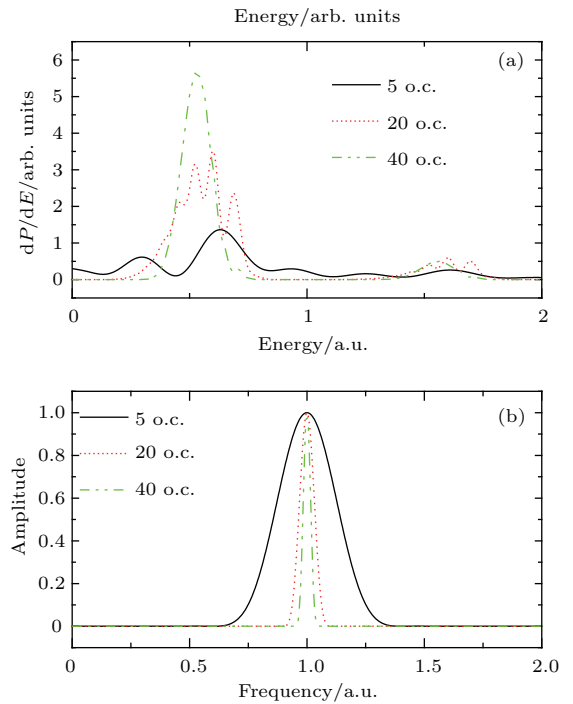 Energy/arb. units
(a)
6
5
4
3
2
1
0
dP/dE/arb. units
5 o.c.
20 o.c.
40 o.c.
0
1
2
Energy/a.u.
(b)
1.0
0.8
0.6
0.4
0.2
0
Amplitude
5 o.c.
20 o.c.
40 o.c.
0
0.5
1.0
1.5
2.0
Frequency/a.u.